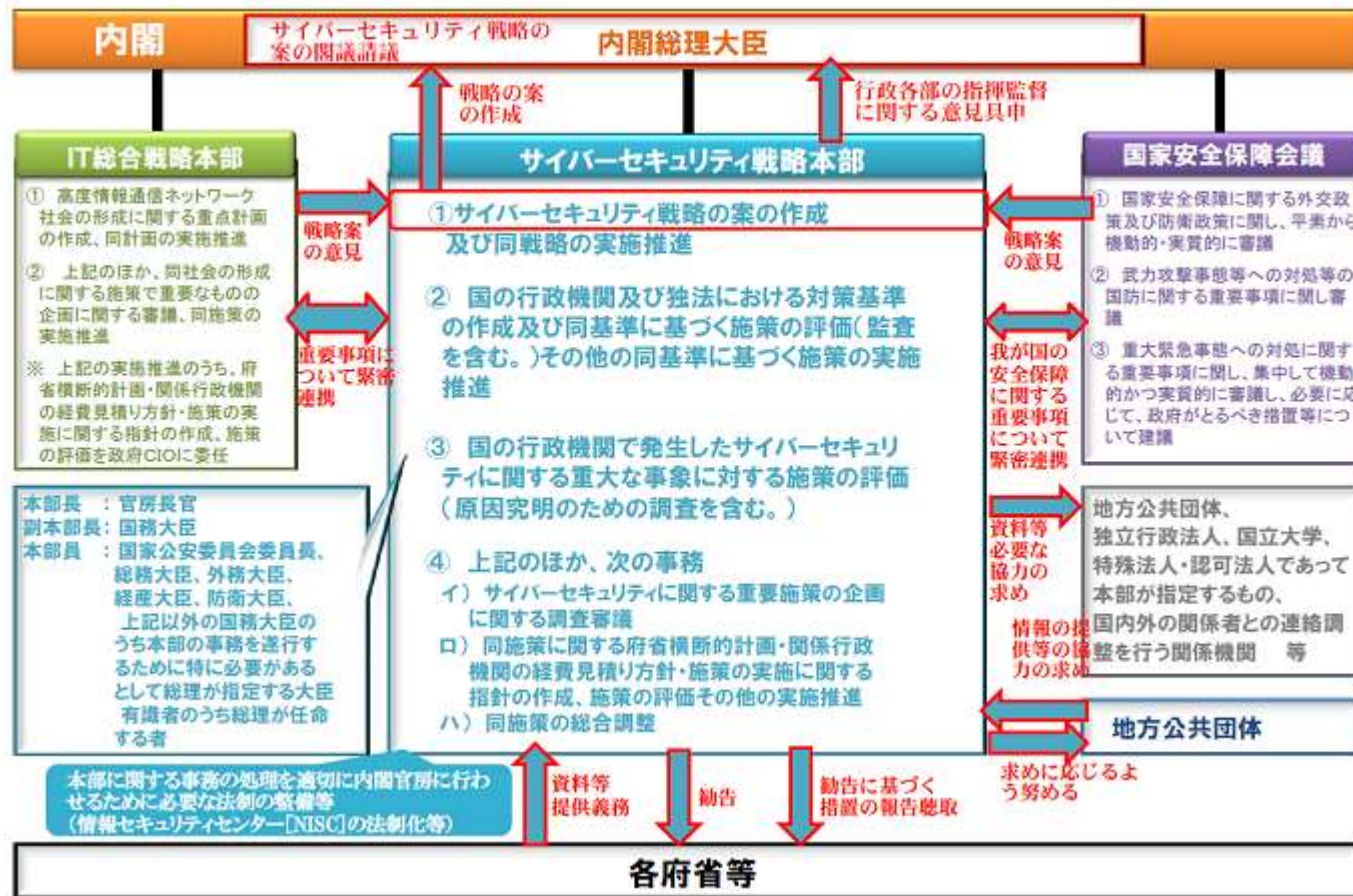 内閣
サイバーセキュリティ戦略の
案の閣議請議
内閣総理大臣
戦略の案
の作成
行政各部の指揮監督
に関する意見具申
IT総合戦略本部
① 高度情報通信ネットワーク
社会の形成に関する重点計画
の作成、同計画の実施推進
② 上記のほか、同社会の形成
に関する施策で重要なものの
企画に関する審議、同施策の
実施推進
※ 上記の実施推進のうち、府
省横断的計画・関係行政機関
の経費見積り方針・施策の実
施に関する指針の作成、施策
の評価を政府CIOに委任
戦略案
の意見
重要事項に
ついて緊密
連携
サイバーセキュリティ戦略本部
①サイバーセキュリティ戦略の案の作成
及び同戦略の実施推進
② 国の行政機関及び独法における対策基準
の作成及び同基準に基づく施策の評価(監査
を含む。)その他の同基準に基づく施策の実施
推進
③ 国の行政機関で発生したサイバーセキュリ
ティに関する重大な事象に対する施策の評価
(原因究明のための調査を含む。)
④ 上記のほか、次の事務
イ) サイバーセキュリティに関する重要施策の企画
に関する調査審議
ロ) 同施策に関する府省横断的計画・関係行政
機関の経費見積り方針・施策の実施に関する
指針の作成、施策の評価その他の実施推進
ハ) 同施策の総合調整
戦略案
の意見
我が国の
安全保障
に関する
重要事項
について
緊密連携
国家安全保障会議
① 国家安全保障に関する外交政
策及び防衛政策に関し、平素から
機動的・実質的に審議
② 武力攻撃事態等への対処等の
国防に関する重要事項に関し審
議
③ 重大緊急事態への対処に関す
る重要事項に関し、集中して機動
的かつ実質的に審議し、必要に応
じて、政府がとるべき措置等につ
いて建議
本部長 :官房長官
副本部長:国務大臣
本部員 :国家公安委員会委員長、
総務大臣、外務大臣、
経産大臣、防衛大臣、
上記以外の国務大臣の
うち本部の事務を遂行す
るために特に必要がある
として総理が指定する大臣
有識者のうち総理が任命
する者
資料等
必要な
協力の
求め
地方公共団体、
独立行政法人、国立大学、
特殊法人・認可法人であって
本部が指定するもの、
国内外の関係者との連絡調
整を行う関係機関 等
情報の提
供等の協
力の求め
地方公共団体
求めに応じるよ
う努める
本部に関する事務の処理を適切に内閣官房に行わ
せるために必要な法制の整備等
(情報セキュリティセンター[NISC]の法制化等)
資料等
提供義務
勧告
勧告に基づく
措置の報告聴取
各府省等